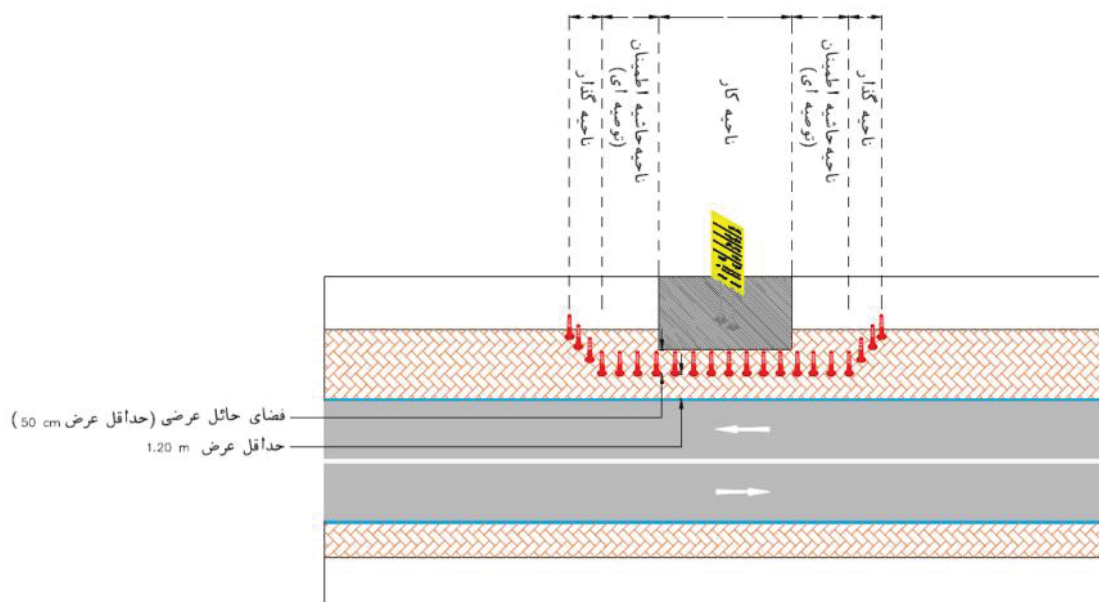 ناحیه گذار
ناحیه حاشیه اطمینان
(توصیه ای)
ناحیه کار
ناحیه حاشیه اطمینان
(توصیه ای)
ناحیه گذار
فضای حائل عرضی (حداقل عرض 50 cm)
حداقل عرض 1.20 m